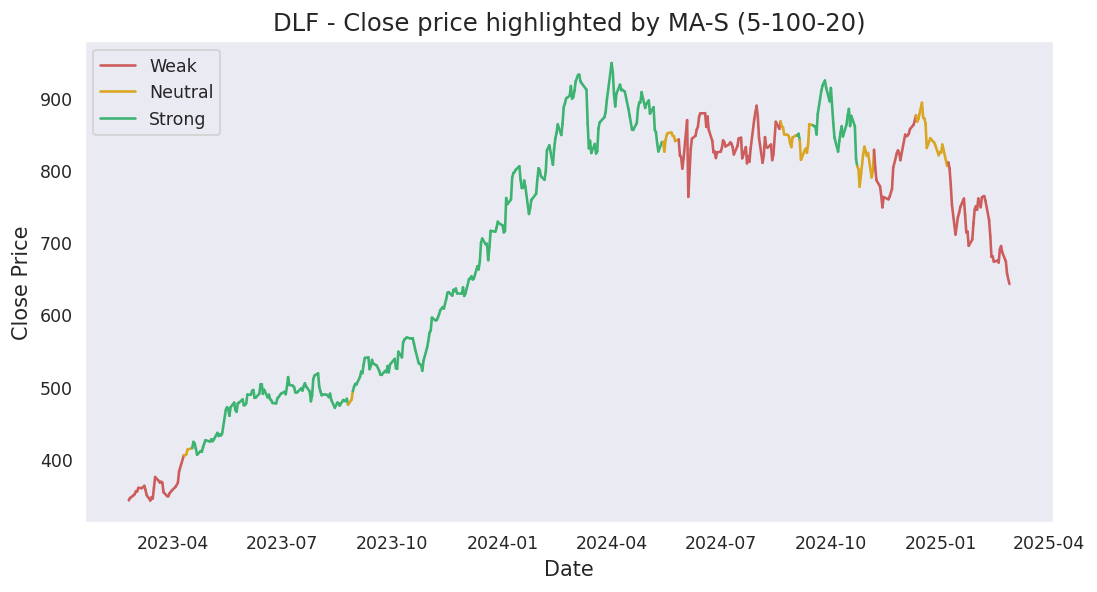 DLF - Close price highlighted by MA-S (5-100-20)
Weak
Neutral
Strong
Close Price
900
800
700
600
500
400
2023-04 2023-07 2023-10 2024-01 2024-04 2024-07 2024-10 2025-01 2025-04
Date